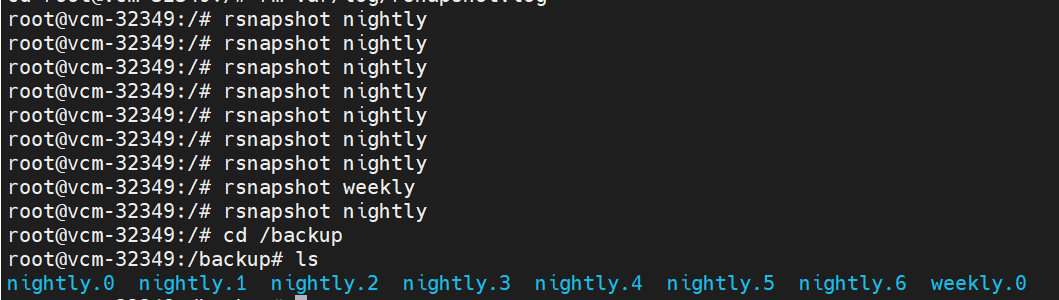 root@vcm-32349:/# rsnapshot nightly
root@vcm-32349:/# rsnapshot nightly
root@vcm-32349:/# rsnapshot nightly
root@vcm-32349:/# rsnapshot nightly
root@vcm-32349:/# rsnapshot nightly
root@vcm-32349:/# rsnapshot nightly
root@vcm-32349:/# rsnapshot nightly
root@vcm-32349:/# rsnapshot weekly
root@vcm-32349:/# rsnapshot nightly
root@vcm-32349:/# cd /backup
root@vcm-32349:/backup# ls
nightly.0 nightly.1 nightly.2 nightly.3 nightly.4 nightly.5 nightly.6 weekly.0